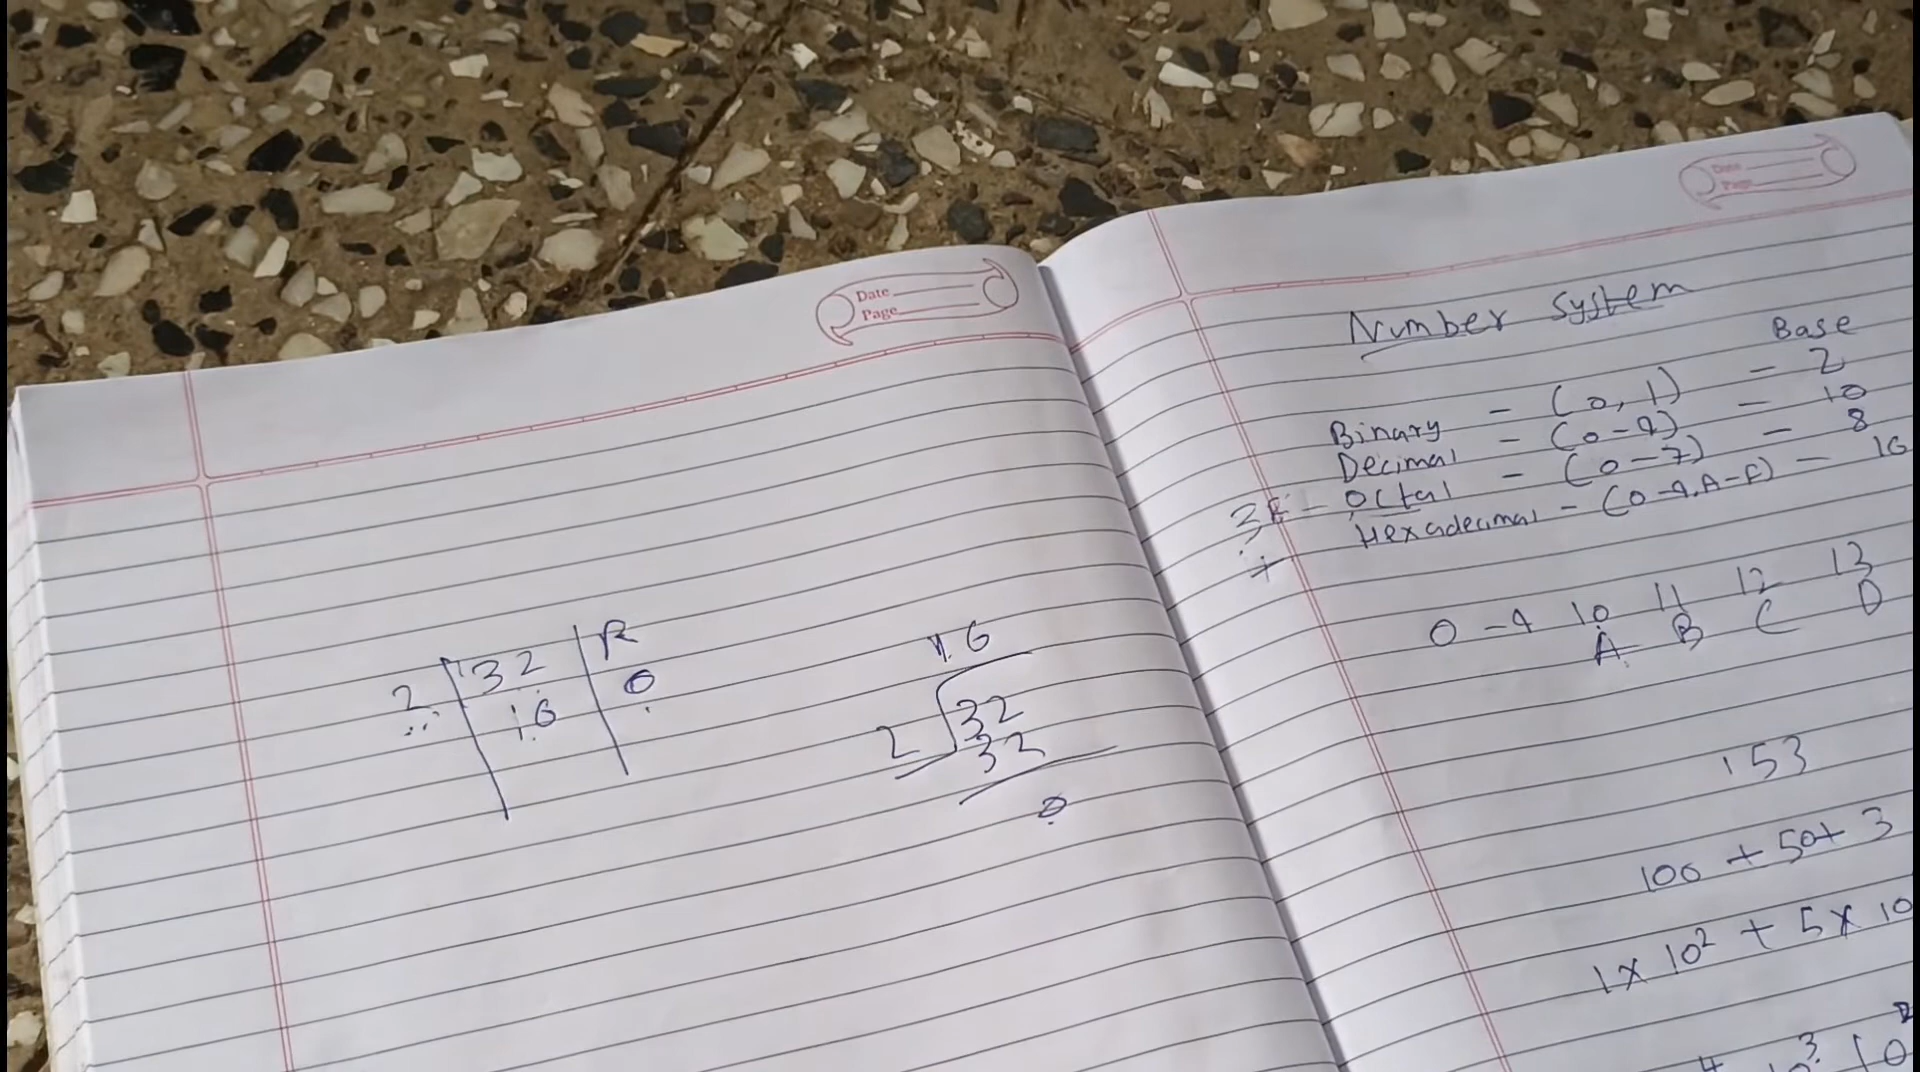 Date
Page
2 32 R
16 0
16
2 32
32
0
Date
Page
Number System
Base
Binary - (0, 1) - 2
Decimal - (0-9) - 10
Octal - (0-7) - 8
Hexadecimal - (0-9, A-F) - 16
0-9 10 11 12 13
A B C D
153
100 + 50 + 3
1 x 10² + 5 x 10